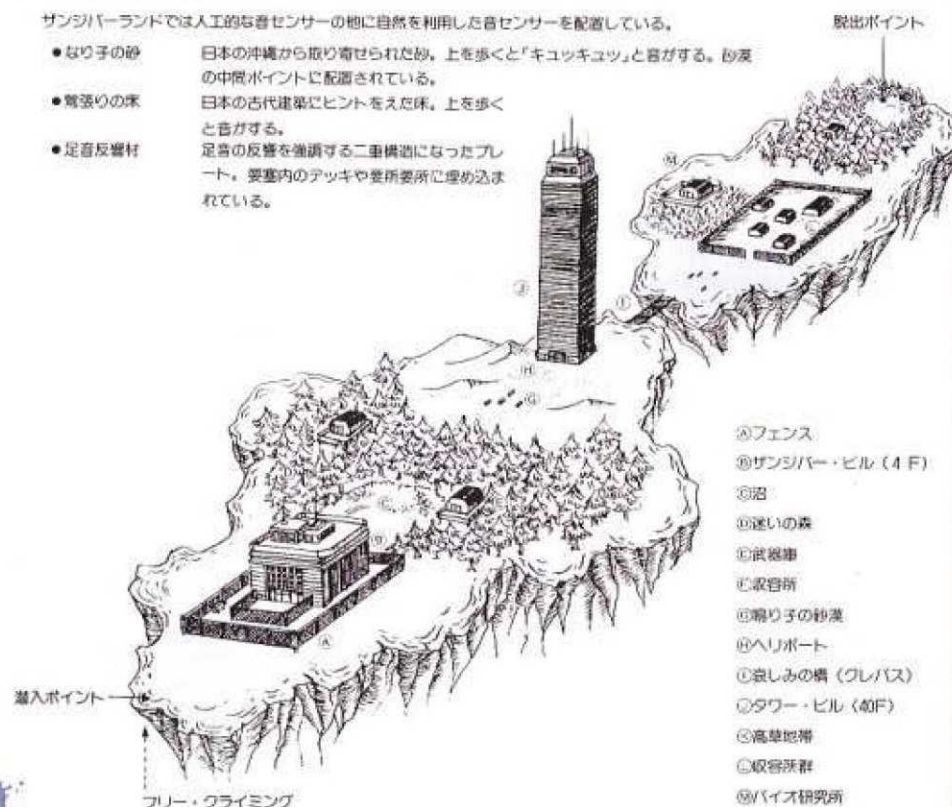 サンジバーランドでは人工的な音センサーの他に自然を利用した音センサーを配置している。
●なり子の砂
日本の沖縄から取り寄せられた砂。上を歩くと「キュッキュッ」と音がする。砂漠
の中間ポイントに配置されている。
●鴬張りの床
日本の古代建築にヒントをえた床。上を歩く
と音がする。
●足音反響材
足音の反響を強調する二重構造になったプレ
ート。要塞内のデッキや要所要所に埋め込ま
れている。
脱出ポイント
Ⓜ
Ⓙ
Ⓘ
Ⓗ
Ⓖ
Ⓒ
Ⓐ
潜入ポイント
フリー・クライミング
Ⓐフェンス
Ⓑザンジバー・ビル(4F)
Ⓒ沼
Ⓓ迷いの森
Ⓔ武器庫
Ⓕ収容所
Ⓖ鳴り子の砂漠
Ⓗヘリポート
Ⓘ哀しみの橋(クレバス)
Ⓙタワー・ビル(40F)
Ⓚ高草地帯
Ⓛ収容所群
Ⓜバイオ研究所